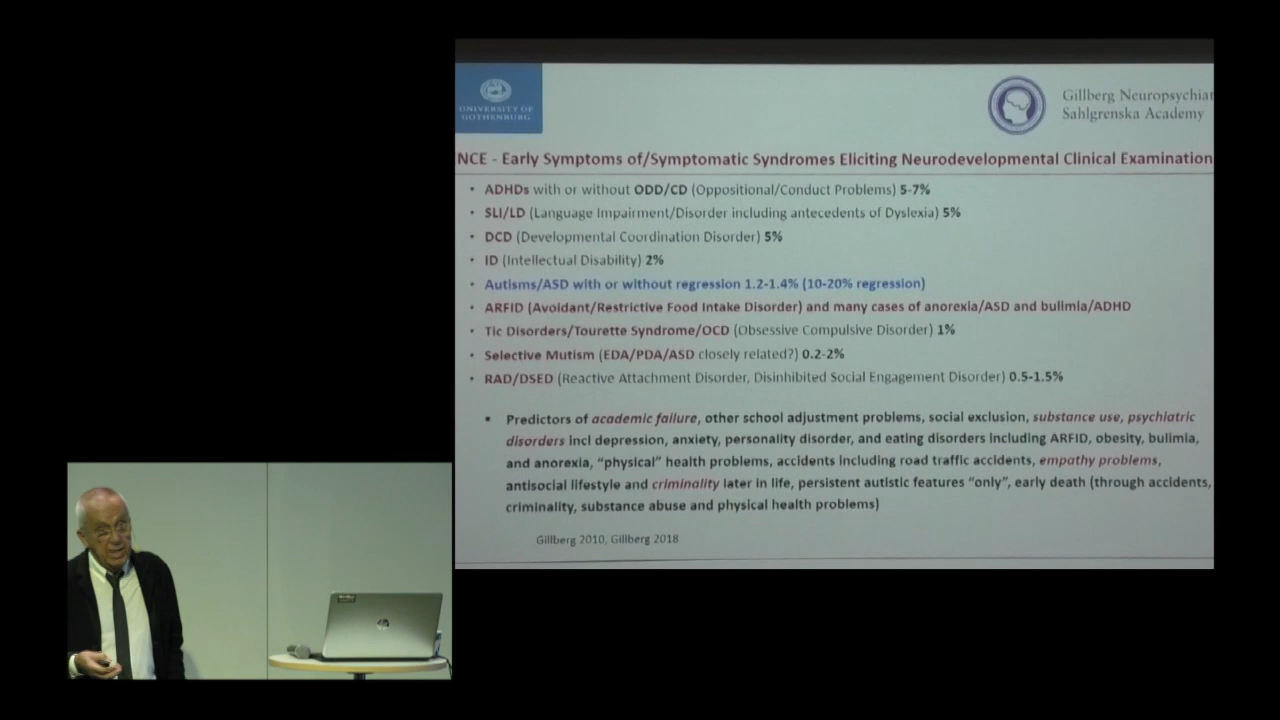 UNIVERSITY OF
GOTHENBURG
Gillberg Neuropsychiat
Sahlgrenska Academy
NCE - Early Symptoms of/Symptomatic Syndromes Eliciting Neurodevelopmental Clinical Examination
• ADHDs with or without ODD/CD (Oppositional/Conduct Problems) 5-7%
• SLI/LD (Language Impairment/Disorder including antecedents of Dyslexia) 5%
• DCD (Developmental Coordination Disorder) 5%
• ID (Intellectual Disability) 2%
• Autisms/ASD with or without regression 1.2-1.4% (10-20% regression)
• ARFID (Avoidant/Restrictive Food Intake Disorder) and many cases of anorexia/ASD and bulimia/ADHD
• Tic Disorders/Tourette Syndrome/OCD (Obsessive Compulsive Disorder) 1%
• Selective Mutism (EDA/PDA/ASD closely related?) 0.2-2%
• RAD/DSED (Reactive Attachment Disorder, Disinhibited Social Engagement Disorder) 0.5-1.5%
▪ Predictors of academic failure, other school adjustment problems, social exclusion, substance use, psychiatric
disorders incl depression, anxiety, personality disorder, and eating disorders including ARFID, obesity, bulimia,
and anorexia, "physical" health problems, accidents including road traffic accidents, empathy problems,
antisocial lifestyle and criminality later in life, persistent autistic features "only", early death (through accidents,
criminality, substance abuse and physical health problems)
Gillberg 2010, Gillberg 2018
hp